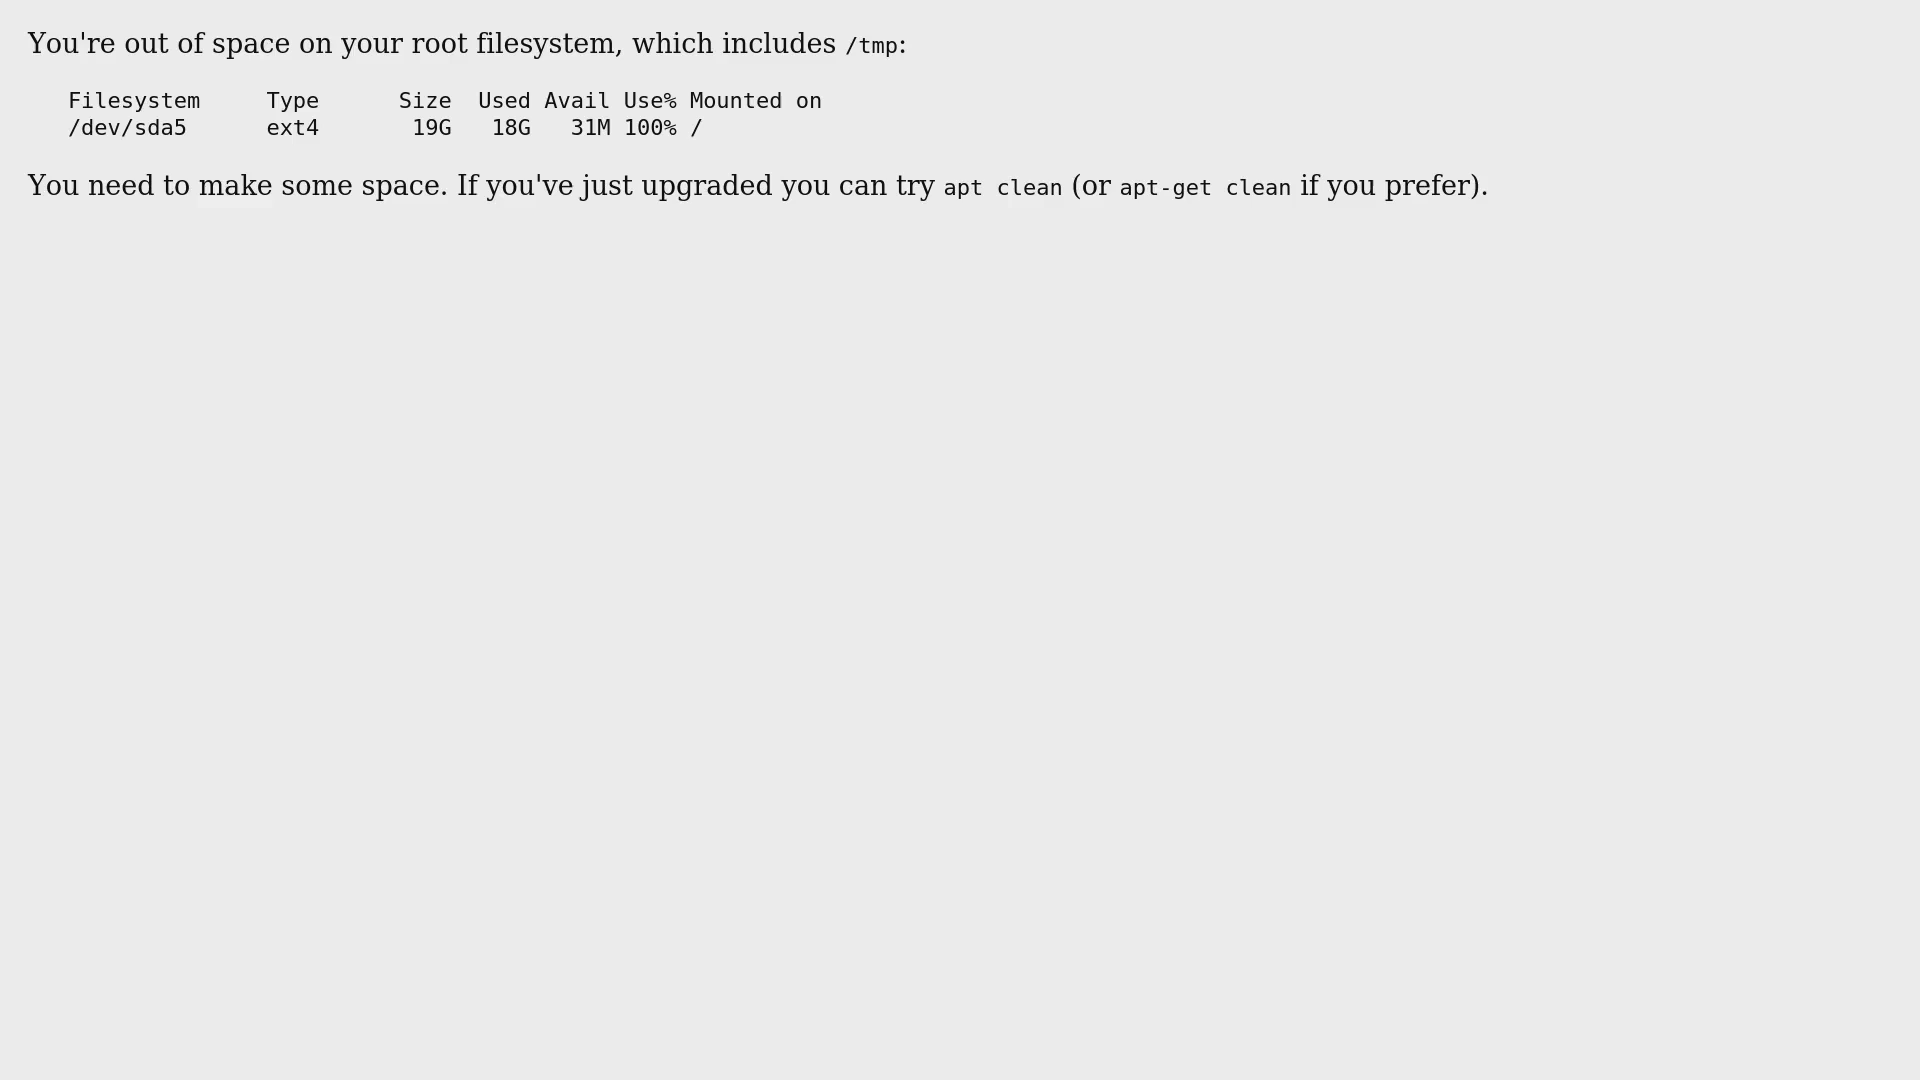 You're out of space on your root filesystem, which includes /tmp:
Filesystem     Type      Size  Used Avail Use% Mounted on
/dev/sda5      ext4       19G   18G   31M 100% /
You need to make some space. If you've just upgraded you can try apt clean (or apt-get clean if you prefer).